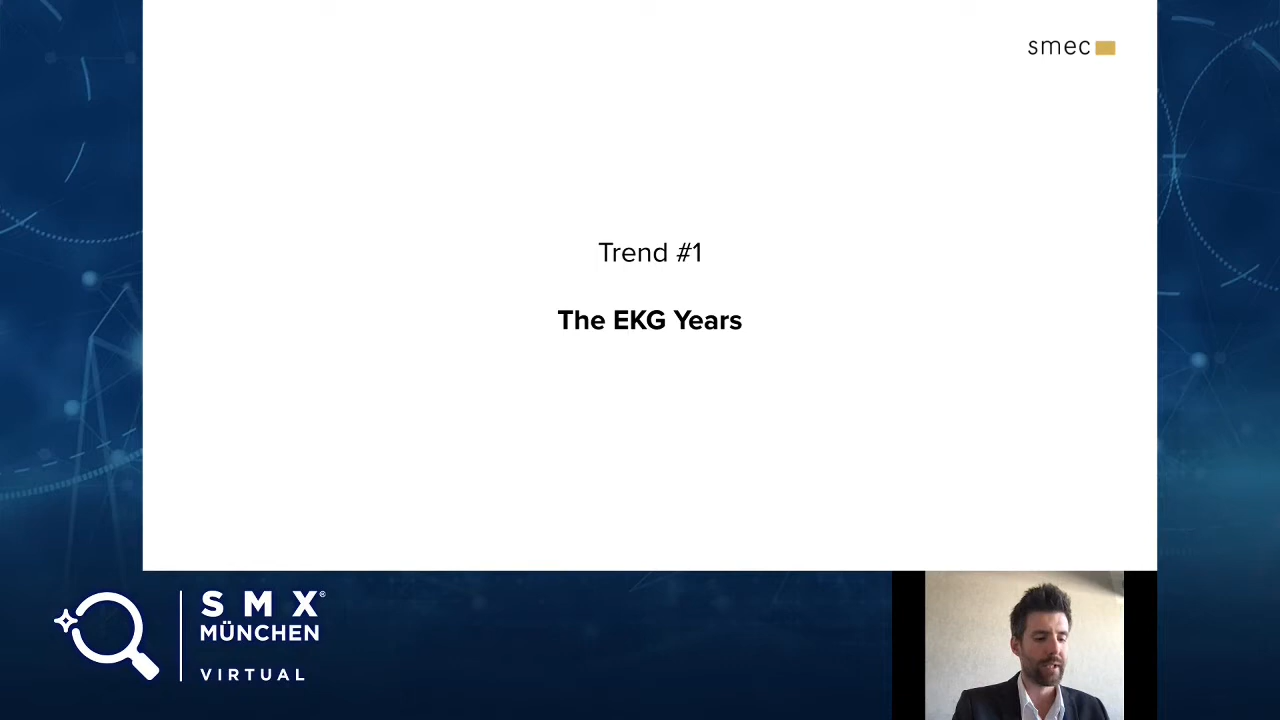 smec
Trend #1
The EKG Years
SMX®
MÜNCHEN
VIRTUAL